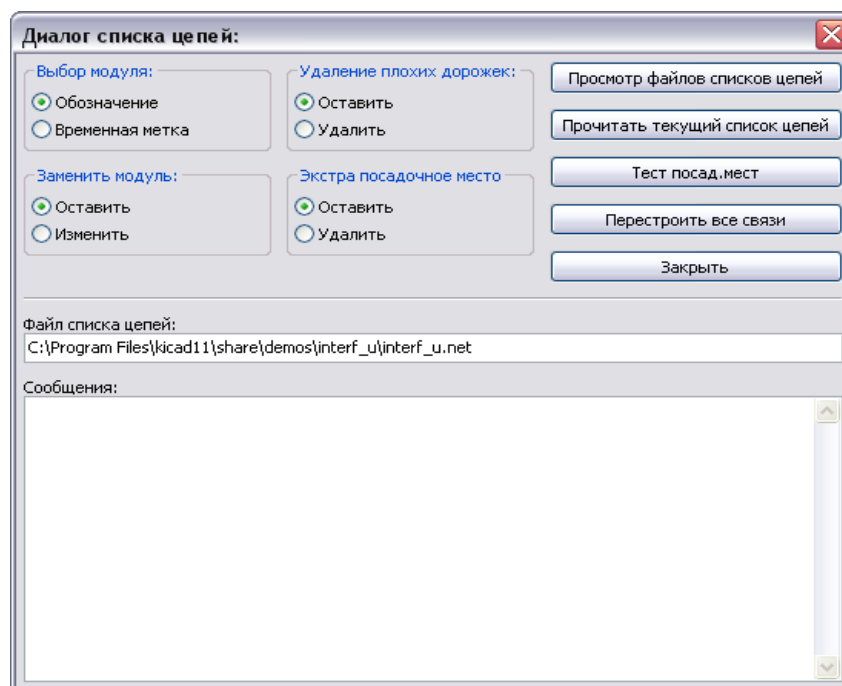 Диалог списка цепей:
Выбор модуля:
Обозначение
Временная метка
Удаление плохих дорожек:
Оставить
Удалить
Просмотр файлов списков цепей
Прочитать текущий список цепей
Заменить модуль:
Оставить
Изменить
Экстра посадочное место
Оставить
Удалить
Тест посад.мест
Перестроить все связи
Закрыть
Файл списка цепей:
C:\Program Files\kicad11\share\demos\interf_u\interf_u.net
Сообщения: